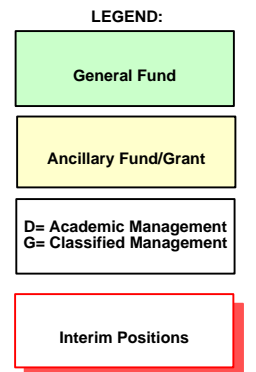 LEGEND:
General Fund
Ancillary Fund/Grant
D= Academic Management
G= Classified Management
Interim Positions